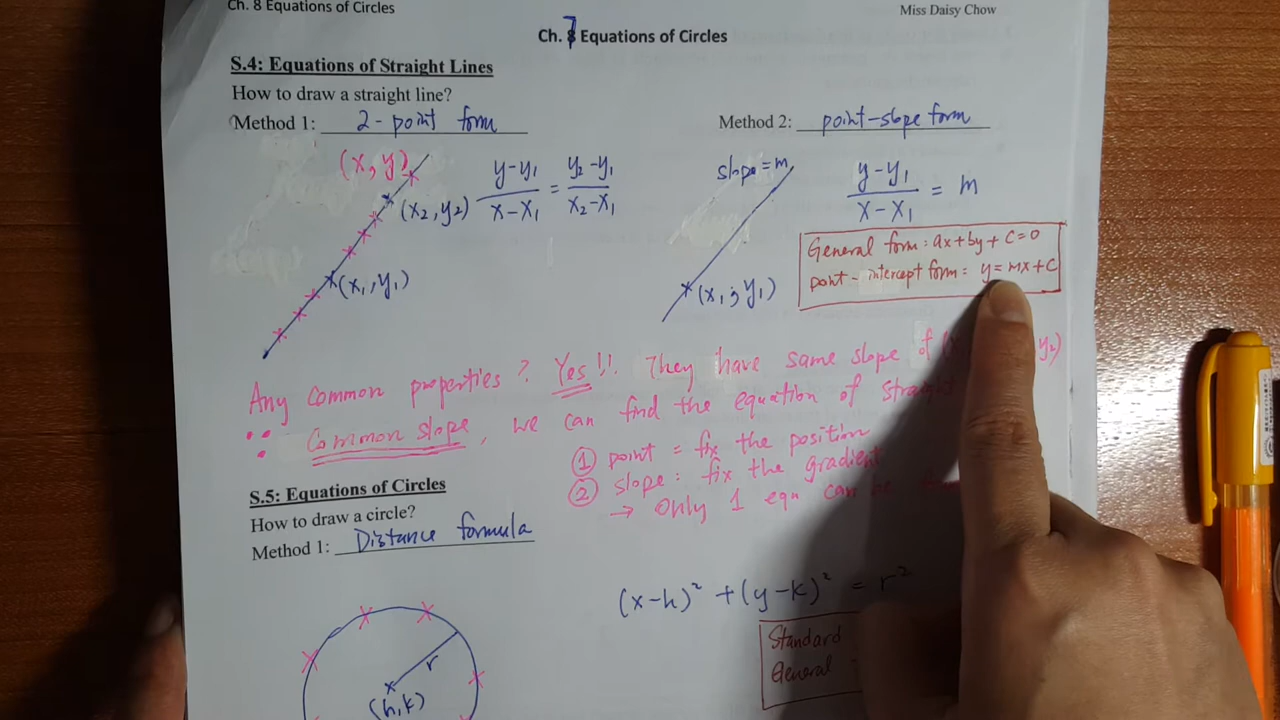 Ch. 8 Equations of Circles
Miss Daisy Chow
Ch. 7 Equations of Circles
S.4: Equations of Straight Lines
How to draw a straight line?
Method 1: 2-point form
(x, y)
(x₂, y₂)
(x₁, y₁)
(y-y₁)/(x-x₁) = (y₂-y₁)/(x₂-x₁)
Method 2: point-slope form
slope = m
(x₁, y₁)
(y-y₁)/(x-x₁) = m
General form: ax+by+c=0
point-intercept form: y=mx+c
Any common properties? Yes!! They have same slope of ( y₂)
∵ Common slope, we can find the equation of straight
① point = fix the position
② slope: fix the gradient
→ Only 1 eqn can be
S.5: Equations of Circles
How to draw a circle?
Method 1: Distance formula
r
(h,k)
(x-h)² + (y-k)² = r²
Standard
General